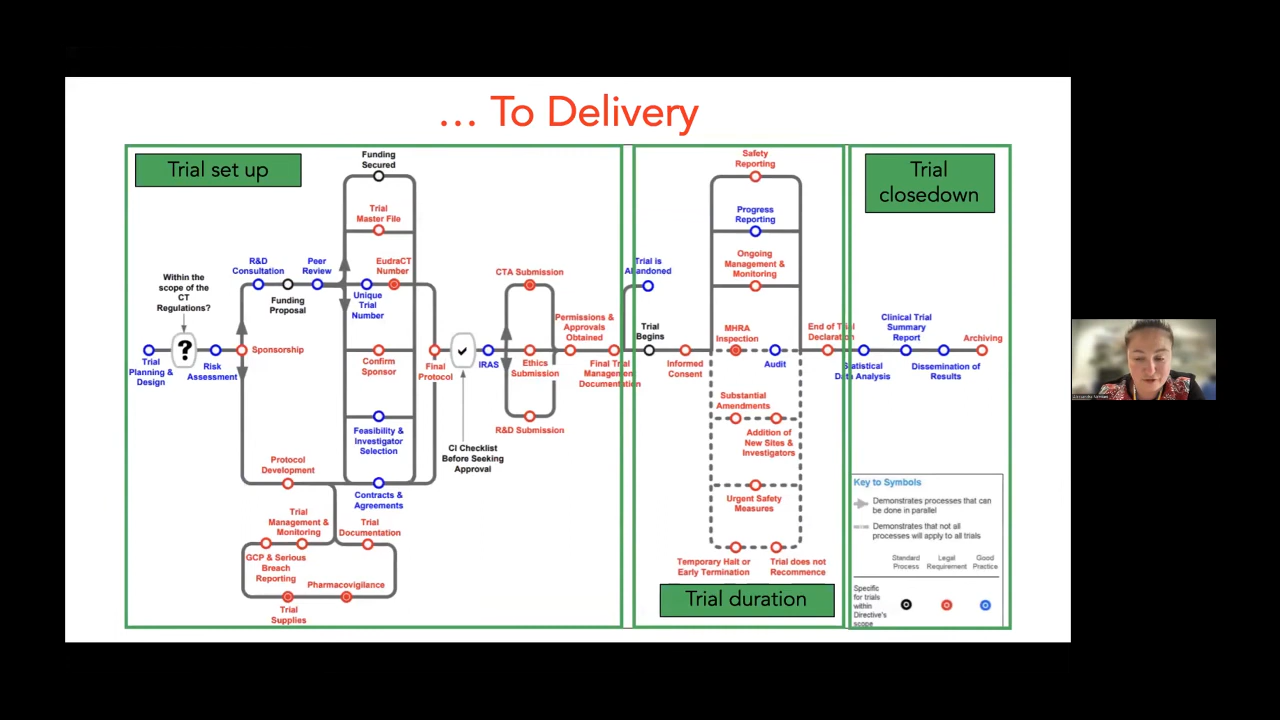 ... To Delivery
Trial set up
Within the
scope of the
CT
Regulations?
?
Trial
Planning &
Design
Risk
Assessment
Sponsorship
R&D
Consultation
Funding
Proposal
Peer
Review
Funding
Secured
Trial
Master File
EudraCT
Number
Unique
Trial
Number
Confirm
Sponsor
Feasibility &
Investigator
Selection
Contracts &
Agreements
Protocol
Development
Trial
Management &
Monitoring
Trial
Documentation
GCP & Serious
Breach
Reporting
Pharmacovigilance
Trial
Supplies
Final
Protocol
CI Checklist
Before Seeking
Approval
IRAS
CTA Submission
Ethics
Submission
R&D Submission
Permissions &
Approvals
Obtained
Final Trial
Management
Documentation
Trial is
Abandoned
Trial
Begins
Informed
Consent
Safety
Reporting
Progress
Reporting
Ongoing
Management &
Monitoring
MHRA
Inspection
Audit
Substantial
Amendments
Addition of
New Sites &
Investigators
Urgent Safety
Measures
Temporary Halt or
Early Termination
Trial does not
Recommence
Trial duration
End of Trial
Declaration
Trial
closedown
Statistical
Data Analysis
Clinical Trial
Summary
Report
Dissemination of
Results
Archiving
Key to Symbols
Demonstrates processes that can
be done in parallel
Demonstrates that not all
processes will apply to all trials
Standard
Process
Legal
Requirement
Good
Practice
Specific
for trials
within
Directive's
scope